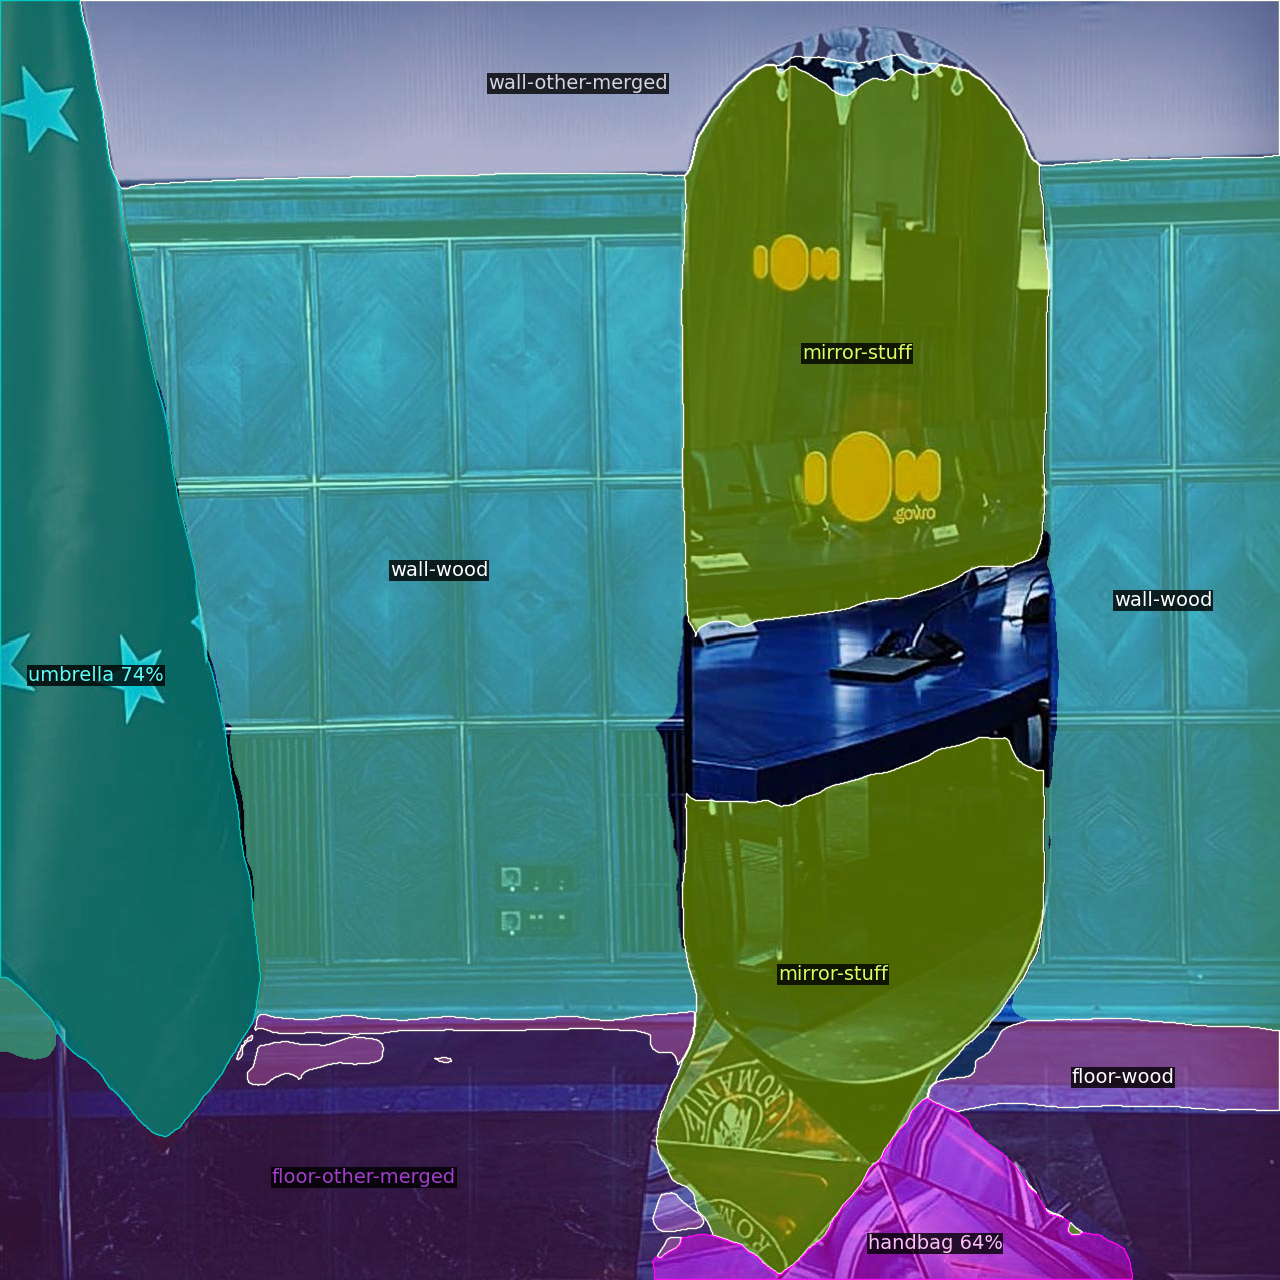 wall-other-merged
mirror-stuff
gov.ro
wall-wood
wall-wood
umbrella 74%
mirror-stuff
floor-wood
ROMANIA
floor-other-merged
handbag 64%